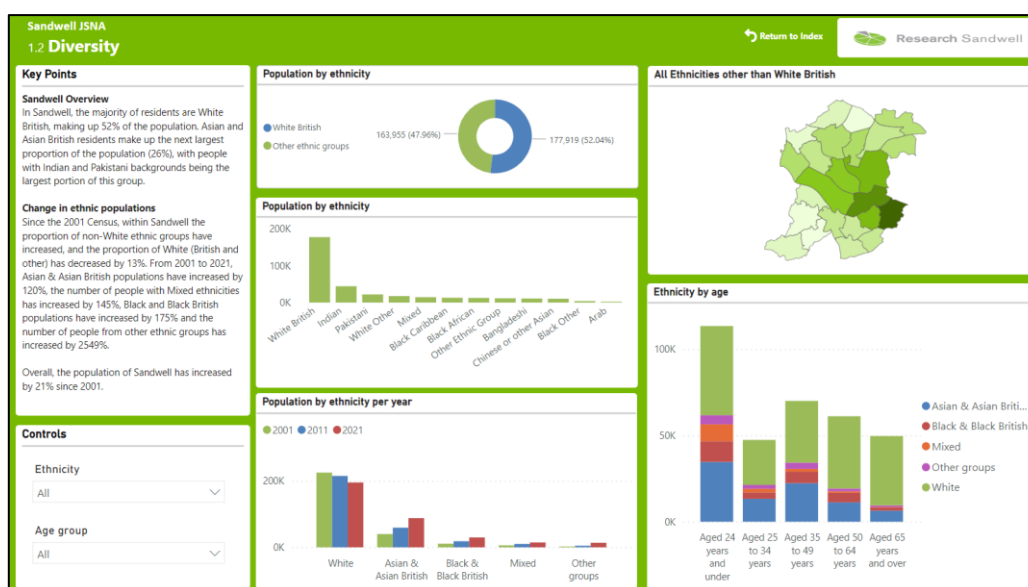 Sandwell JSNA
1.2 Diversity
Return to Index
Research Sandwell
Key Points
Sandwell Overview
In Sandwell, the majority of residents are White
British, making up 52% of the population. Asian and
Asian British residents make up the next largest
proportion of the population (26%), with people
with Indian and Pakistani backgrounds being the
largest portion of this group.
Change in ethnic populations
Since the 2001 Census, within Sandwell the
proportion of non-White ethnic groups have
increased, and the proportion of White (British and
other) has decreased by 13%. From 2001 to 2021,
Asian & Asian British populations have increased by
120%, the number of people with Mixed ethnicities
has increased by 145%, Black and Black British
populations have increased by 175% and the
number of people from other ethnic groups has
increased by 2549%.
Overall, the population of Sandwell has increased
by 21% since 2001.
Controls
Ethnicity
All
Age group
All
Population by ethnicity
White British
Other ethnic groups
163,955 (47.96%)
177,919 (52.04%)
Population by ethnicity
200K
100K
0K
White British
Indian
Pakistani
White Other
Mixed
Black Caribbean
Black African
Other Ethnic Group
Bangladeshi
Chinese or other Asian
Black Other
Arab
Population by ethnicity per year
2001 2011 2021
200K
0K
White
Asian &
Asian British
Black &
Black British
Mixed
Other
groups
All Ethnicities other than White British
Ethnicity by age
100K
50K
0K
Aged 24
years
and
under
Aged 25
to 34
years
Aged 35
to 49
years
Aged 50
to 64
years
Aged 65
years
and over
Asian & Asian Briti...
Black & Black British
Mixed
Other groups
White